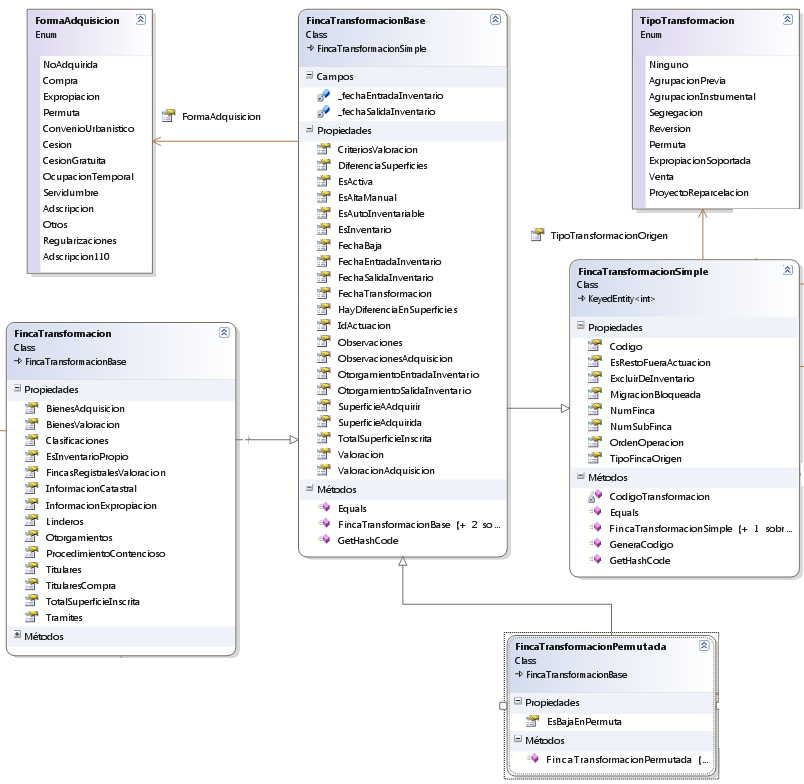 FormaAdquisicion
Enum
NoAdquirida
Compra
Expropiacion
Permuta
ConvenioUrbanistico
Cesion
CesionGratuita
OcupacionTemporal
Servidumbre
Adscripcion
Otros
Regularizaciones
Adscripcion110
FormaAdquisicion
FincaTransformacionBase
Class
FincaTransformacionSimple
Campos
_fechaEntradaInventario
_fechaSalidaInventario
Propiedades
CriteriosValoracion
DiferenciaSuperficies
EsActiva
EsAltaManual
EsAutoInventariable
EsInventario
FechaBaja
FechaEntradaInventario
FechaSalidaInventario
FechaTransformacion
HayDiferenciaEnSuperficies
IdActuacion
Observaciones
ObservacionesAdquisicion
OtorgamientoEntradaInventario
OtorgamientoSalidaInventario
SuperficieAAdquirir
SuperficieAdquirida
TotalSuperficieInscrita
Valoracion
ValoracionAdquisicion
Métodos
Equals
FincaTransformacionBase (+ 2 so...
GetHashCode
TipoTransformacion
Enum
Ninguno
AgrupacionPrevia
AgrupacionInstrumental
Segregacion
Reversion
Permuta
ExpropiacionSoportada
Venta
ProyectoReparcelacion
TipoTransformacionOrigen
FincaTransformacionSimple
Class
KeyedEntity<int>
Propiedades
Codigo
EsRestoFueraActuacion
ExcluirDeInventario
MigracionBloqueada
NumFinca
NumSubFinca
OrdenOperacion
TipoFincaOrigen
Métodos
CodigoTransformacion
Equals
FincaTransformacionSimple (+ 1 sobr...
GeneraCodigo
GetHashCode
FincaTransformacion
Class
FincaTransformacionBase
Propiedades
BienesAdquisicion
BienesValoracion
Clasificaciones
EsInventarioPropio
FincasRegistralesValoracion
InformacionCatastral
InformacionExpropiacion
Linderos
Otorgamientos
ProcedimientoContencioso
Titulares
TitularesCompra
TotalSuperficieInscrita
Tramites
Métodos
FincaTransformacionPermutada
Class
FincaTransformacionBase
Propiedades
EsBajaEnPermuta
Métodos
FincaTransformacionPermutada (...